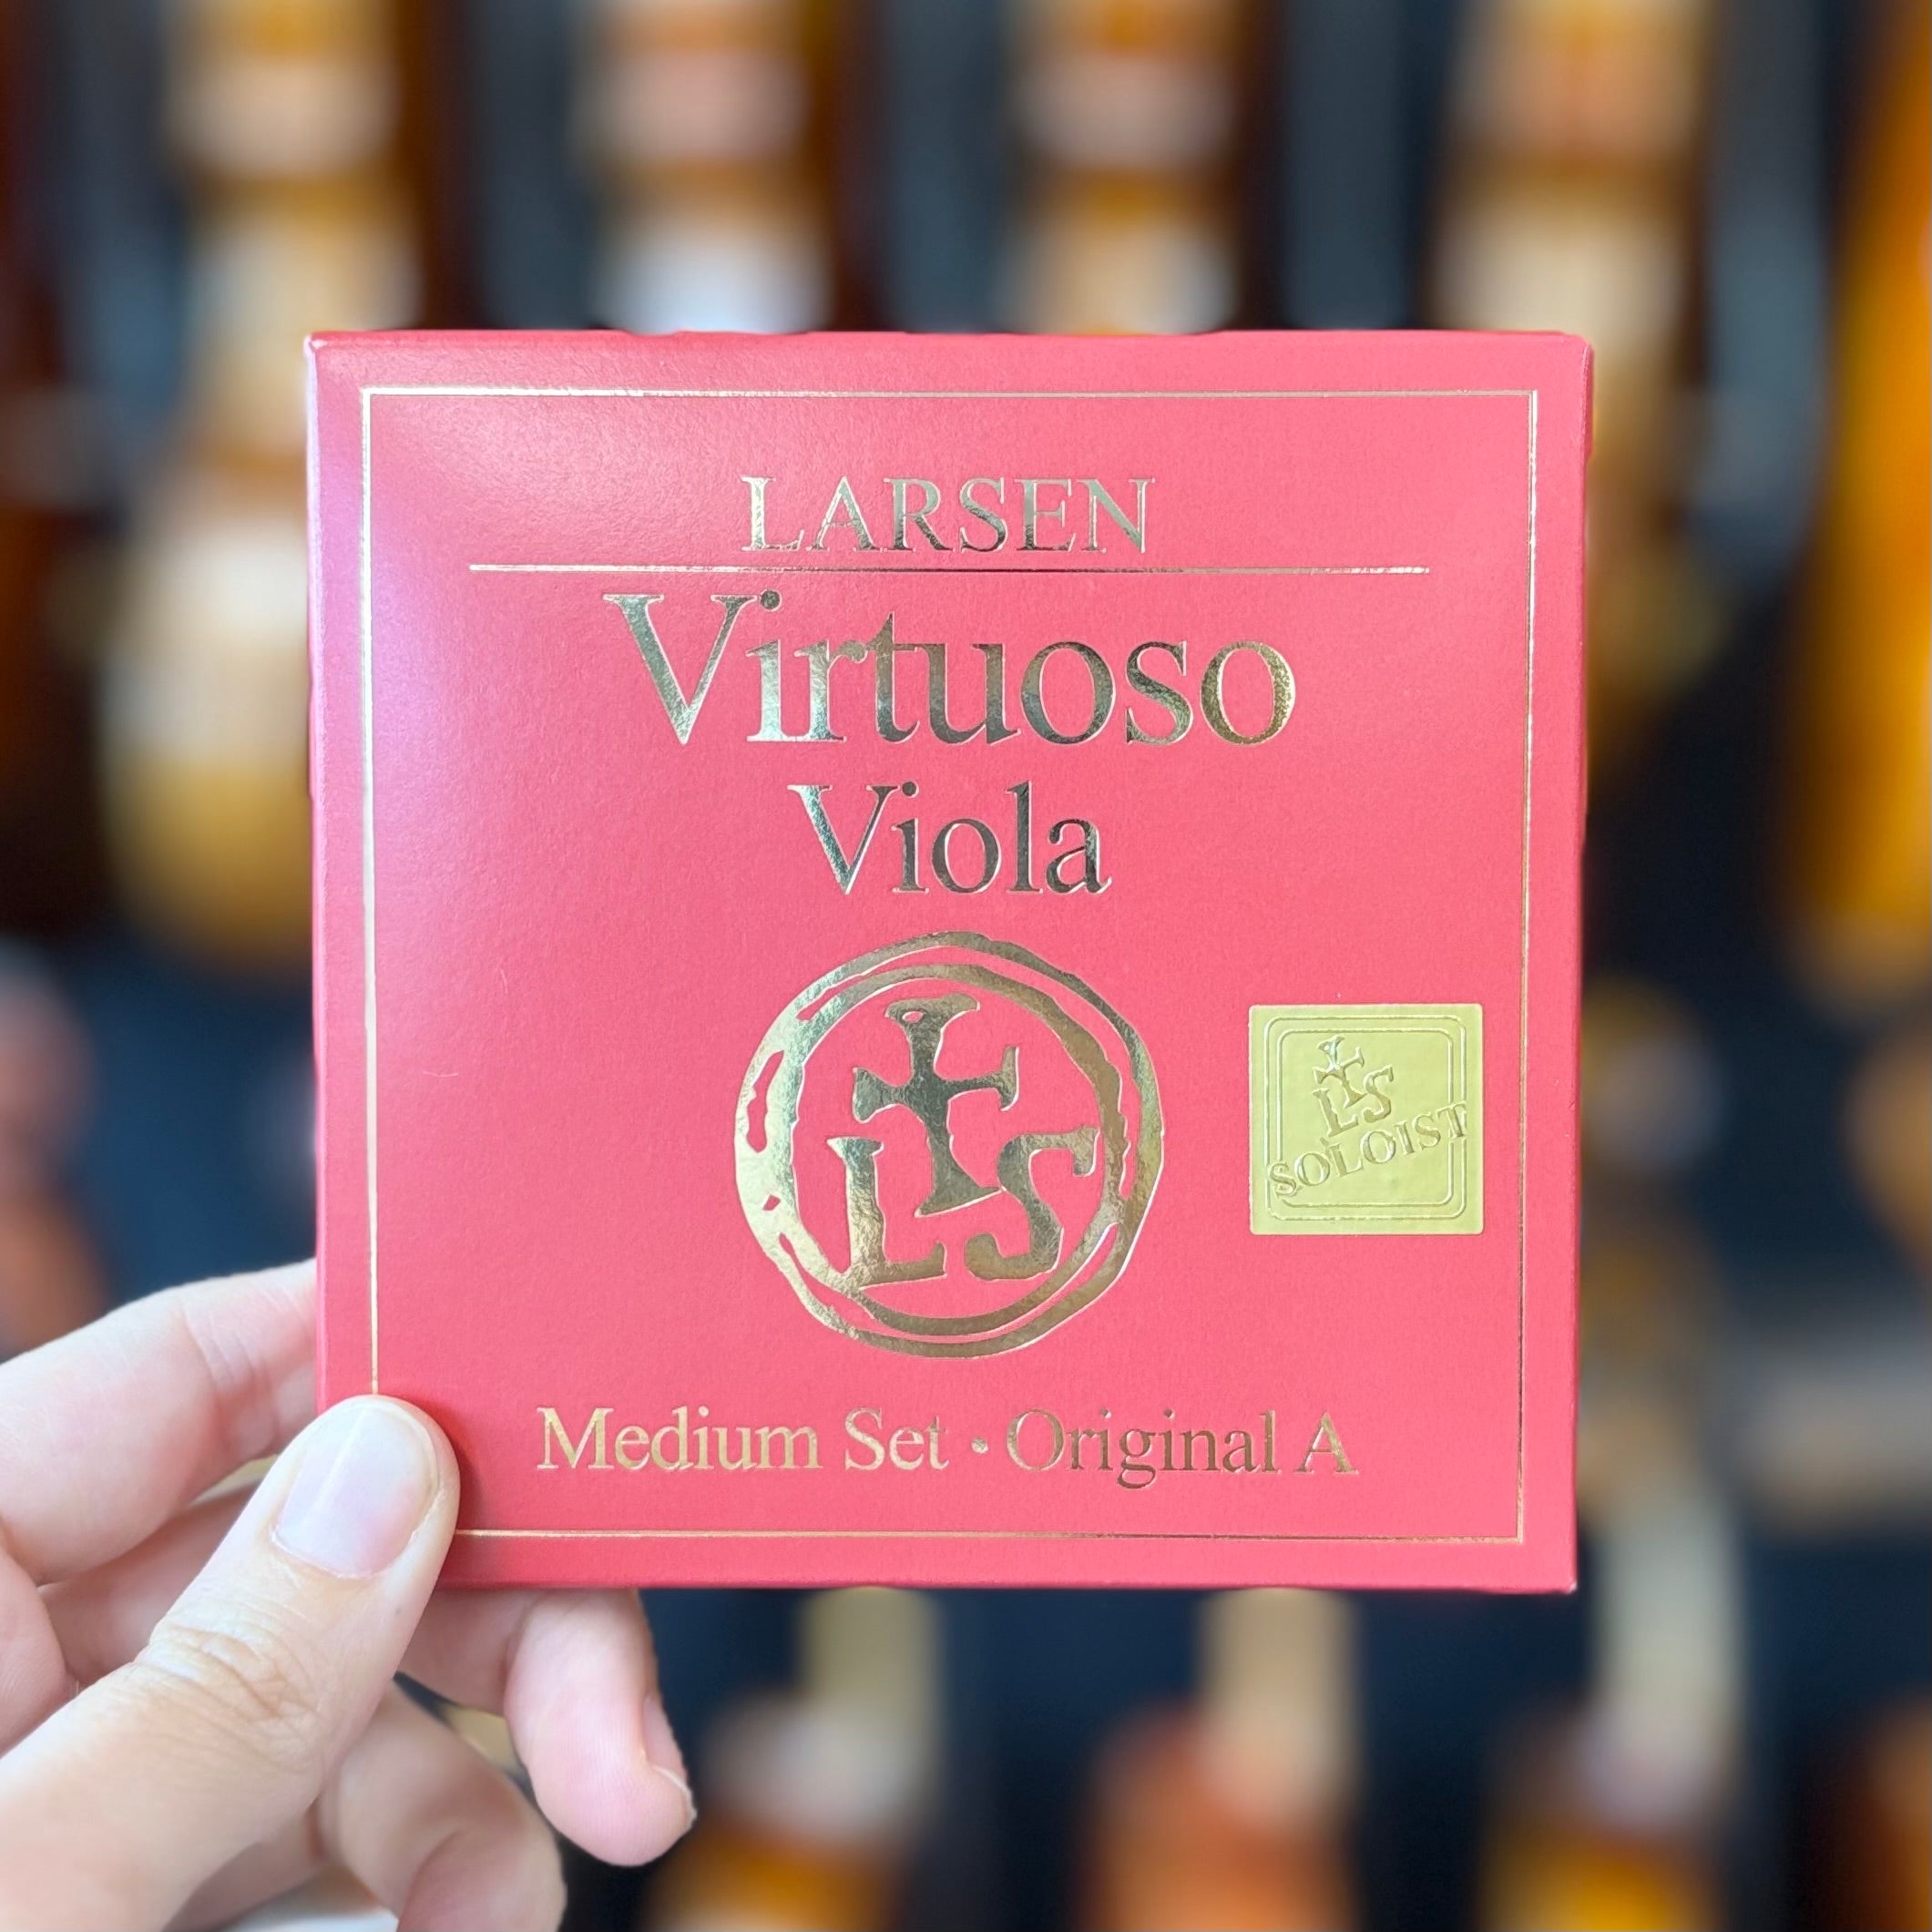 LARSEN
Virtuoso
Viola
LS
LS
SOLOIST
Medium Set • Original A